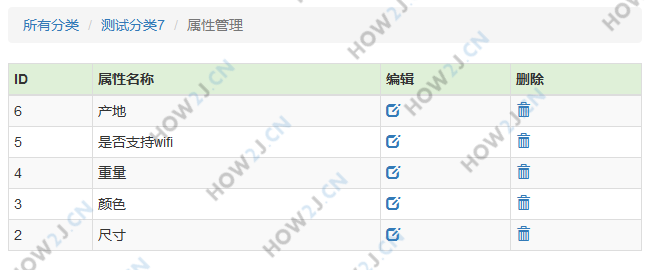 所有分类 / 测试分类7 / 属性管理
ID 属性名称 编辑 删除
6 产地
5 是否支持wifi
4 重量
3 颜色
2 尺寸
HOW2J.CN
HOW2J.CN
HOW2J.CN
HOW2J.CN
HOW2J.CN
HOW2J.CN
HOW2J.CN